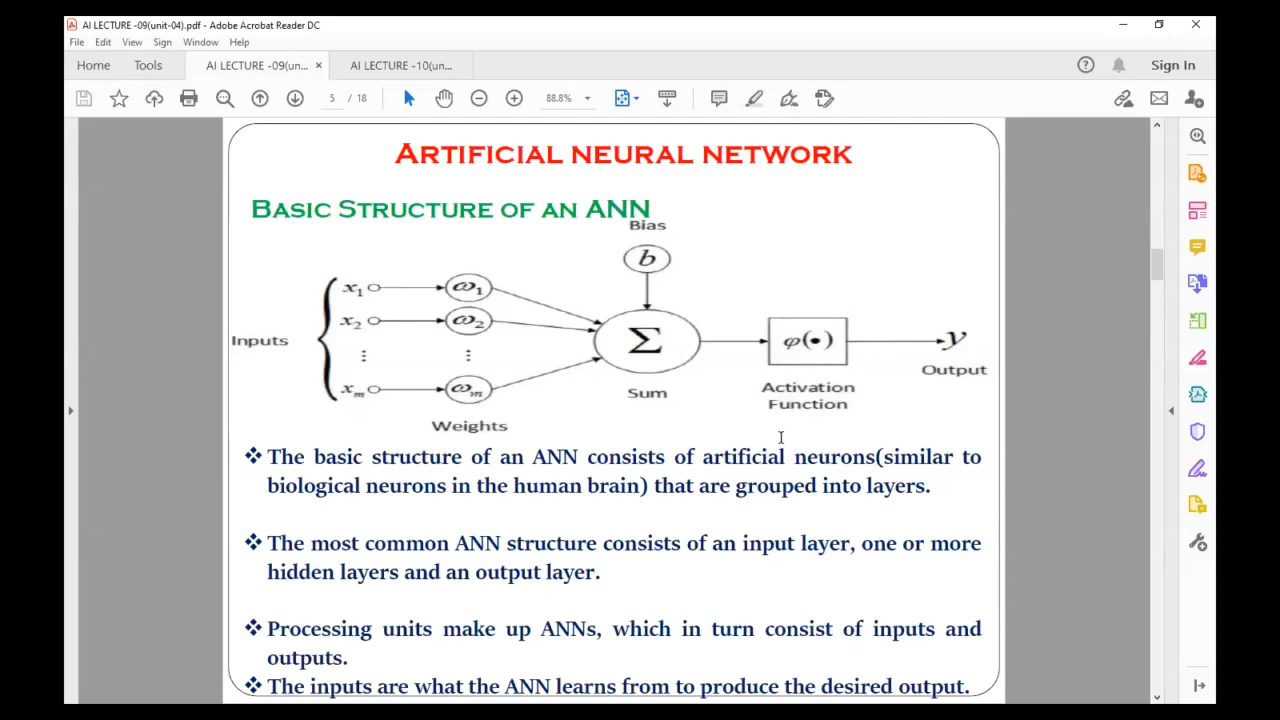 AI LECTURE -09(unit-04).pdf - Adobe Acrobat Reader DC
File Edit View Sign Window Help
Home Tools AI LECTURE -09(un... × AI LECTURE -10(un... Sign In
5 / 18 88.8%
ARTIFICIAL NEURAL NETWORK
BASIC STRUCTURE OF AN ANN
Bias
b
x1 ω1
x2 ω2
Inputs ⋮ ⋮ Σ φ(•) y
Output
xm ωm Sum Activation
Function
Weights
❖ The basic structure of an ANN consists of artificial neurons(similar to
biological neurons in the human brain) that are grouped into layers.
❖ The most common ANN structure consists of an input layer, one or more
hidden layers and an output layer.
❖ Processing units make up ANNs, which in turn consist of inputs and
outputs.
❖ The inputs are what the ANN learns from to produce the desired output.